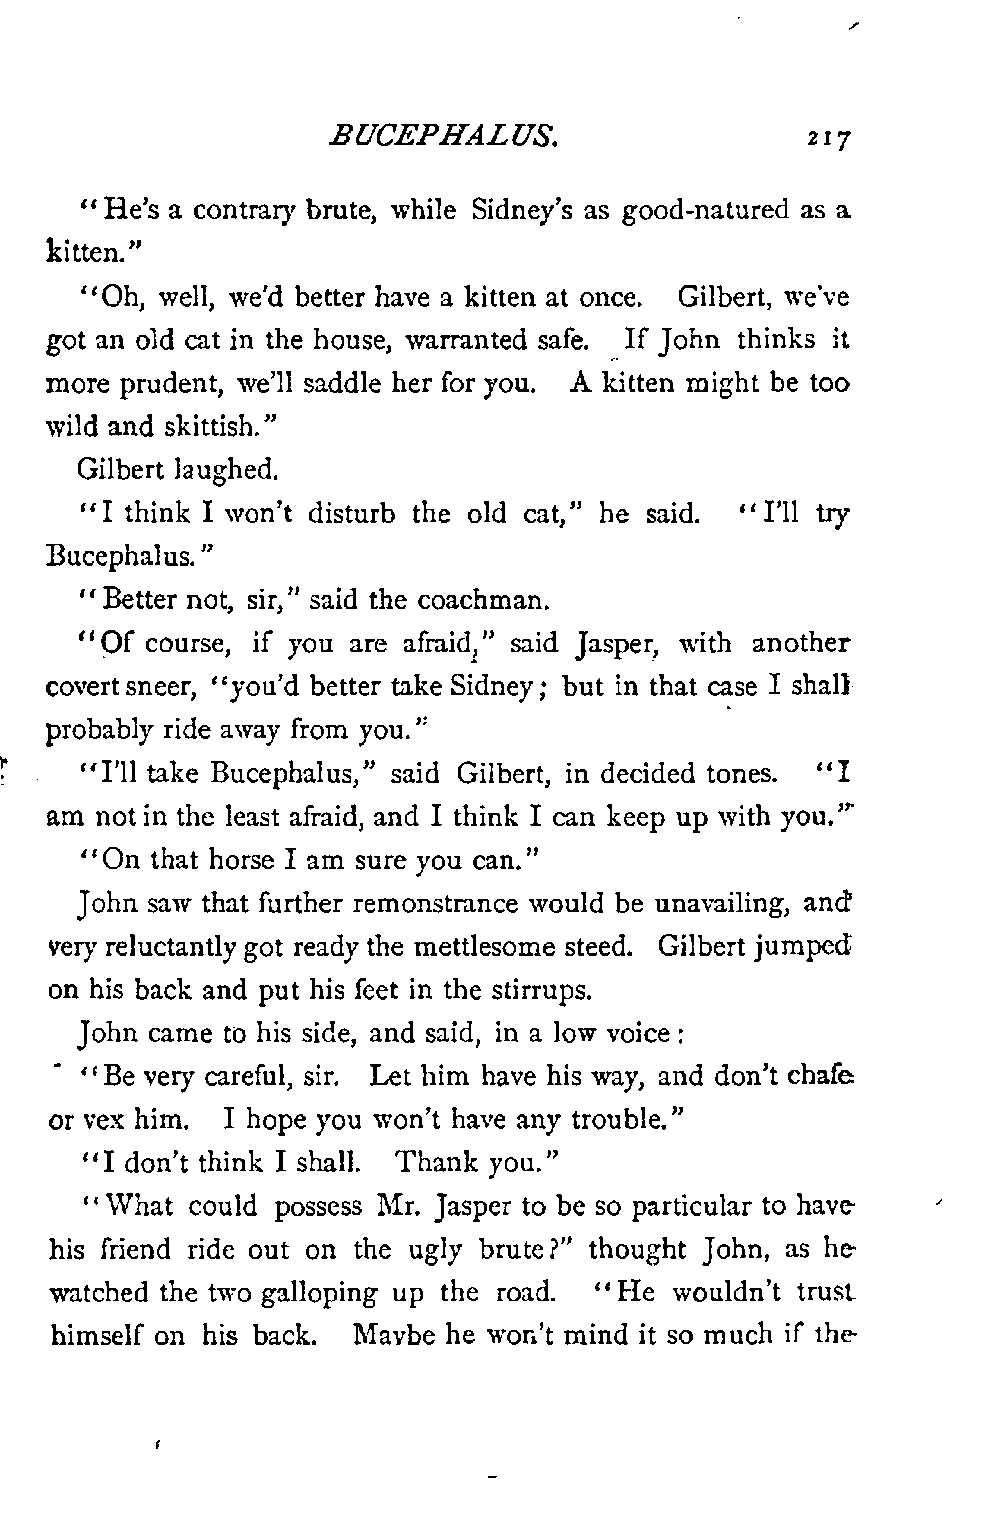 BUCEPHALUS. 217
"He's a contrary brute, while Sidney's as good-natured as a
kitten."
"Oh, well, we'd better have a kitten at once. Gilbert, we've
got an old cat in the house, warranted safe. If John thinks it
more prudent, we'll saddle her for you. A kitten might be too
wild and skittish."
Gilbert laughed.
"I think I won't disturb the old cat," he said. "I'll try
Bucephalus."
"Better not, sir," said the coachman.
"Of course, if you are afraid," said Jasper, with another
covert sneer, "you'd better take Sidney; but in that case I shall
probably ride away from you."
"I'll take Bucephalus," said Gilbert, in decided tones. "I
am not in the least afraid, and I think I can keep up with you."
"On that horse I am sure you can."
John saw that further remonstrance would be unavailing, and
very reluctantly got ready the mettlesome steed. Gilbert jumped
on his back and put his feet in the stirrups.
John came to his side, and said, in a low voice:
"Be very careful, sir. Let him have his way, and don't chafe
or vex him. I hope you won't have any trouble."
"I don't think I shall. Thank you."
"What could possess Mr. Jasper to be so particular to have
his friend ride out on the ugly brute?" thought John, as he
watched the two galloping up the road. "He wouldn't trust
himself on his back. Maybe he won't mind it so much if the